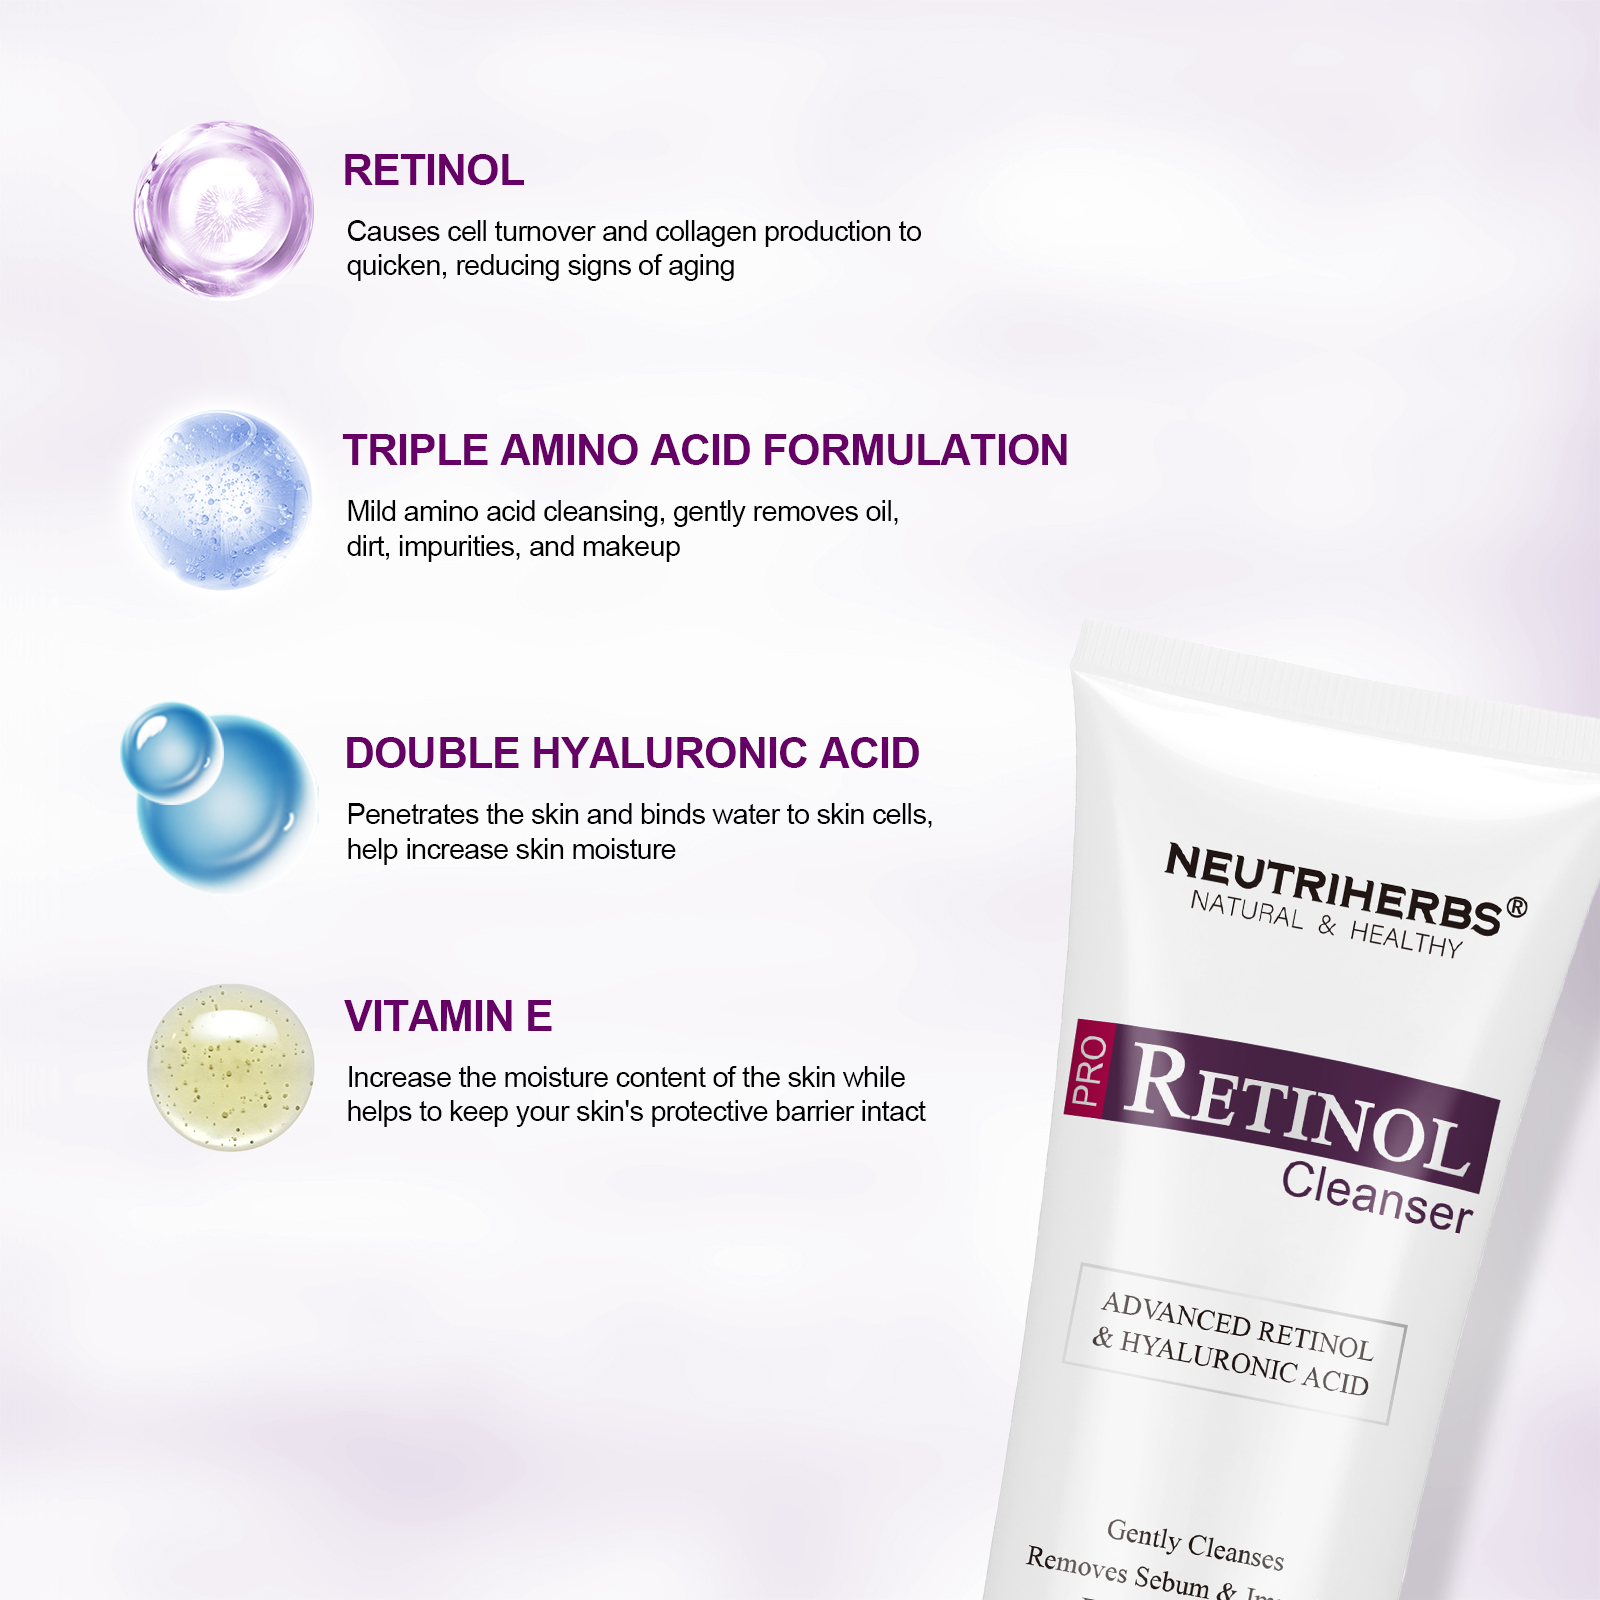 RETINOL
Causes cell turnover and collagen production to
quicken, reducing signs of aging
TRIPLE AMINO ACID FORMULATION
Mild amino acid cleansing, gently removes oil,
dirt, impurities, and makeup
DOUBLE HYALURONIC ACID
Penetrates the skin and binds water to skin cells,
help increase skin moisture
VITAMIN E
Increase the moisture content of the skin while
helps to keep your skin's protective barrier intact
NEUTRIHERBS®
NATURAL & HEALTHY
PRO RETINOL
Cleanser
ADVANCED RETINOL
& HYALURONIC ACID
Gently Cleanses
Removes Sebum &